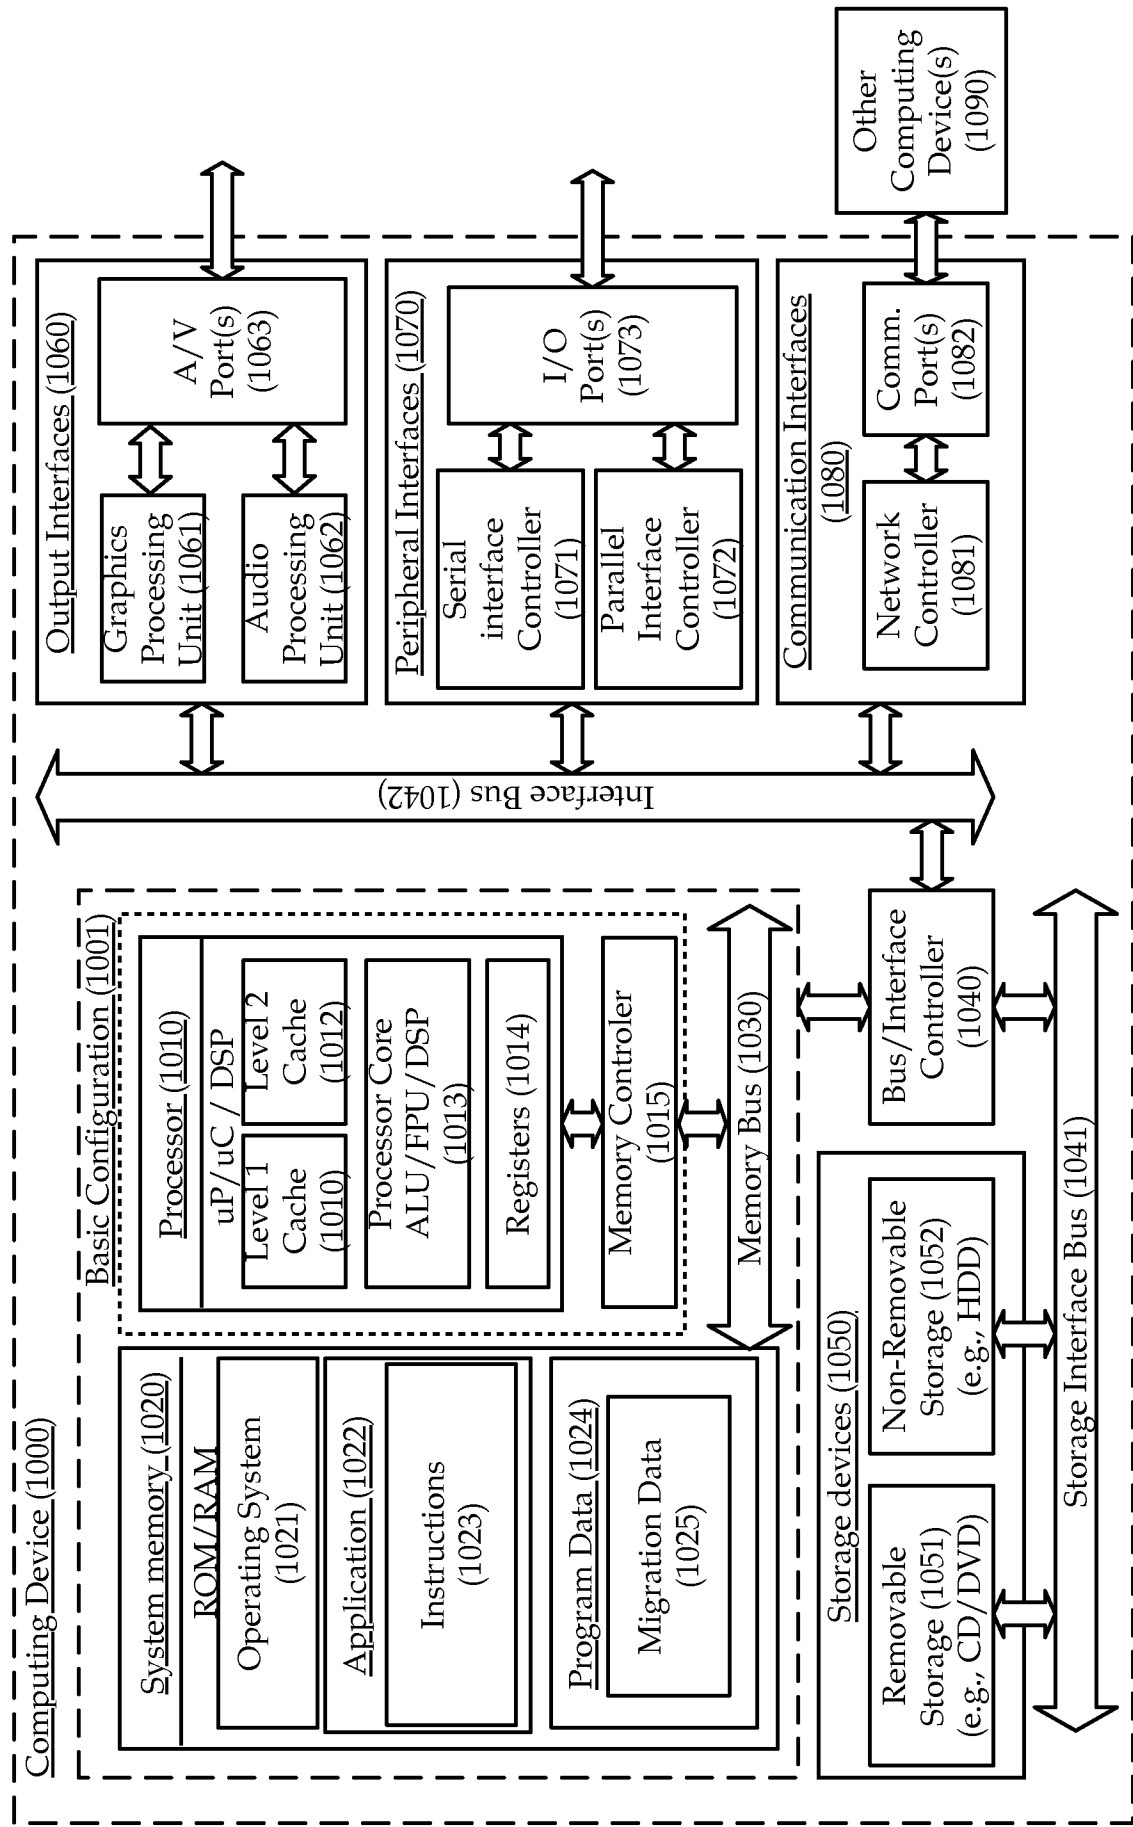 Computing Device (1000)
Basic Configuration (1001)
System memory (1020)
ROM/RAM
Operating System
(1021)
Application (1022)
Instructions
(1023)
Program Data (1024)
Migration Data
(1025)
Processor (1010)
uP/uC / DSP
Level 1
Cache
(1010)
Level 2
Cache
(1012)
Processor Core
ALU/FPU/DSP
(1013)
Registers (1014)
Memory Controler
(1015)
Memory Bus (1030)
Bus/Interface
Controller
(1040)
Storage devices (1050)
Removable
Storage (1051)
(e.g., CD/DVD)
Non-Removable
Storage (1052)
(e.g., HDD)
Storage Interface Bus (1041)
Interface Bus (1042)
Output Interfaces (1060)
Graphics
Processing
Unit (1061)
Audio
Processing
Unit (1062)
A/V
Port(s)
(1063)
Peripheral Interfaces (1070)
Serial
interface
Controller
(1071)
Parallel
Interface
Controller
(1072)
I/O
Port(s)
(1073)
Communication Interfaces
(1080)
Network
Controller
(1081)
Comm.
Port(s)
(1082)
Other
Computing
Device(s)
(1090)